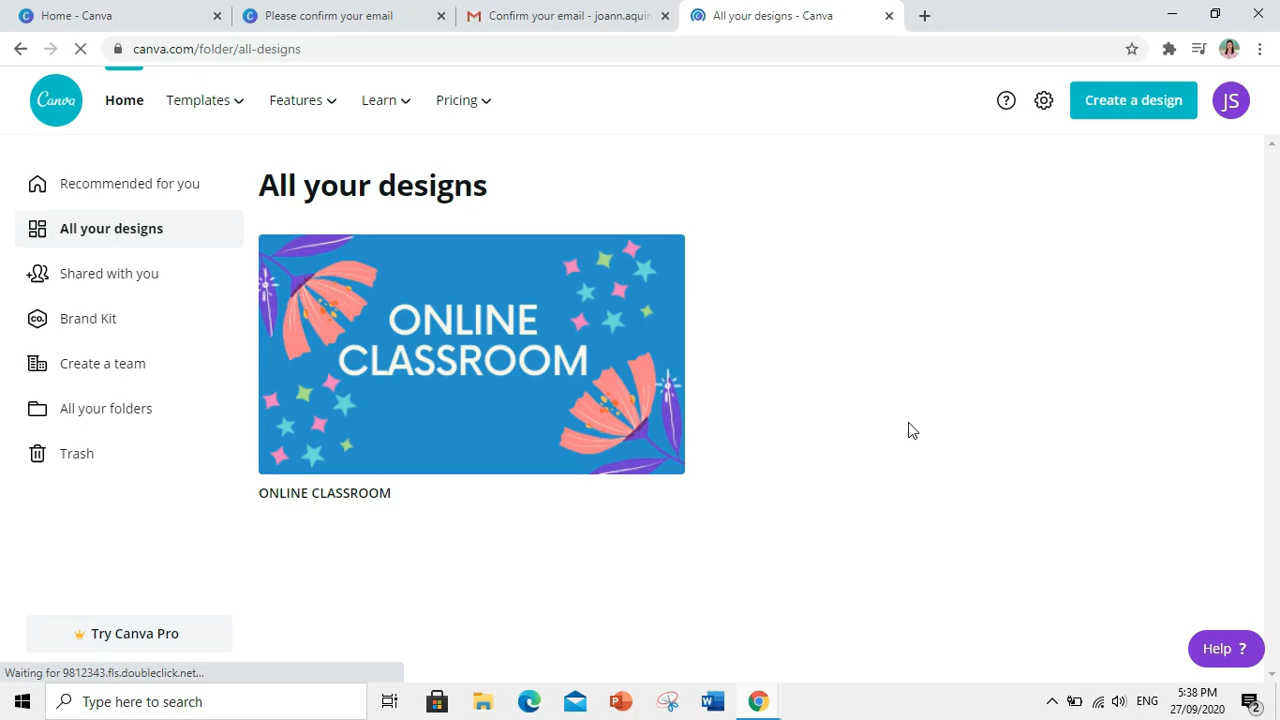 Home - Canva
Please confirm your email
Confirm your email - joann.aquin
All your designs - Canva
canva.com/folder/all-designs
Canva
Home
Templates
Features
Learn
Pricing
Create a design
JS
Recommended for you
All your designs
Shared with you
CO.
Brand Kit
Create a team
All your folders
Trash
All your designs
ONLINE
CLASSROOM
ONLINE CLASSROOM
Try Canva Pro
Help ?
Waiting for 9812343.fls.doubleclick.net...
Type here to search
ENG
5:38 PM
27/09/2020
2